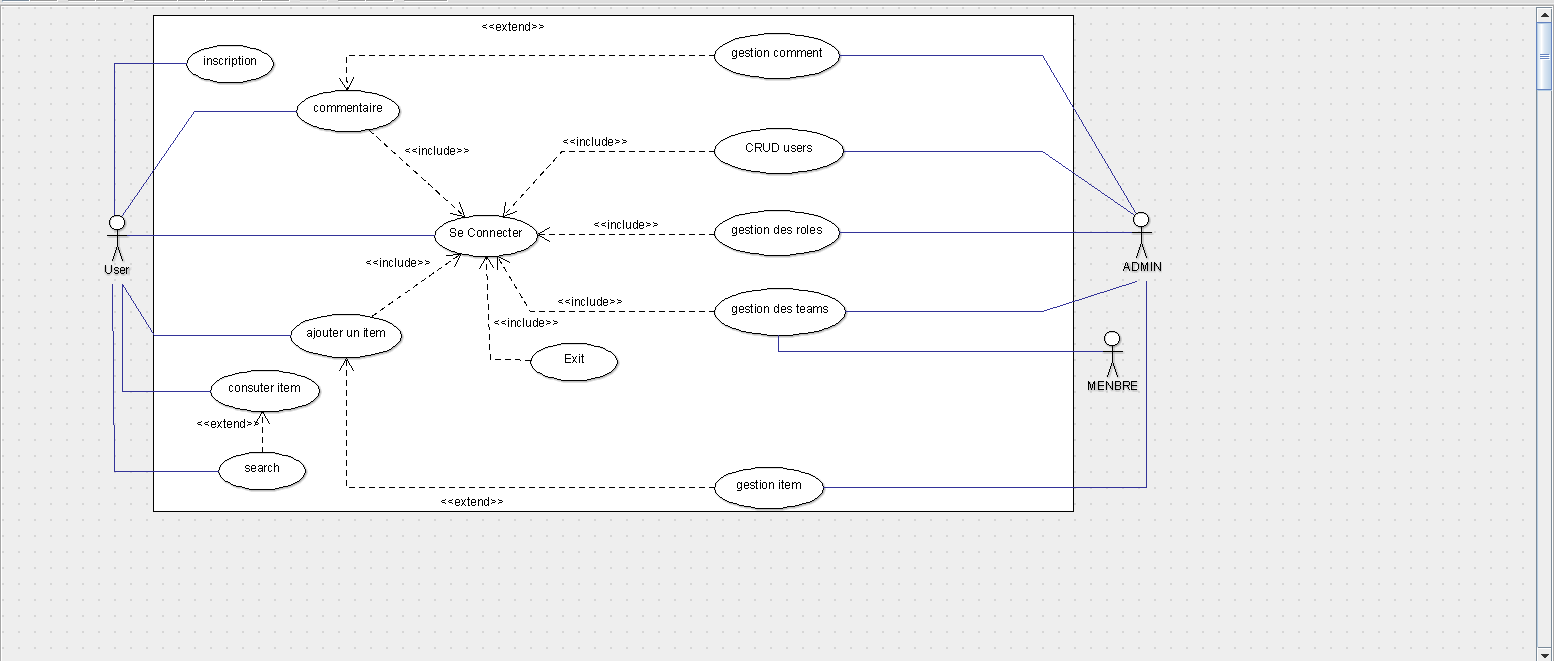 <<extend>>
gestion comment
inscription
commentaire
<<include>>
<<include>>
CRUD users
<<include>>
gestion des roles
Se Connecter
User
ADMIN
<<include>>
<<include>>
gestion des teams
<<include>>
ajouter un item
Exit
MENBRE
consuter item
<<extend>>
search
gestion item
<<extend>>